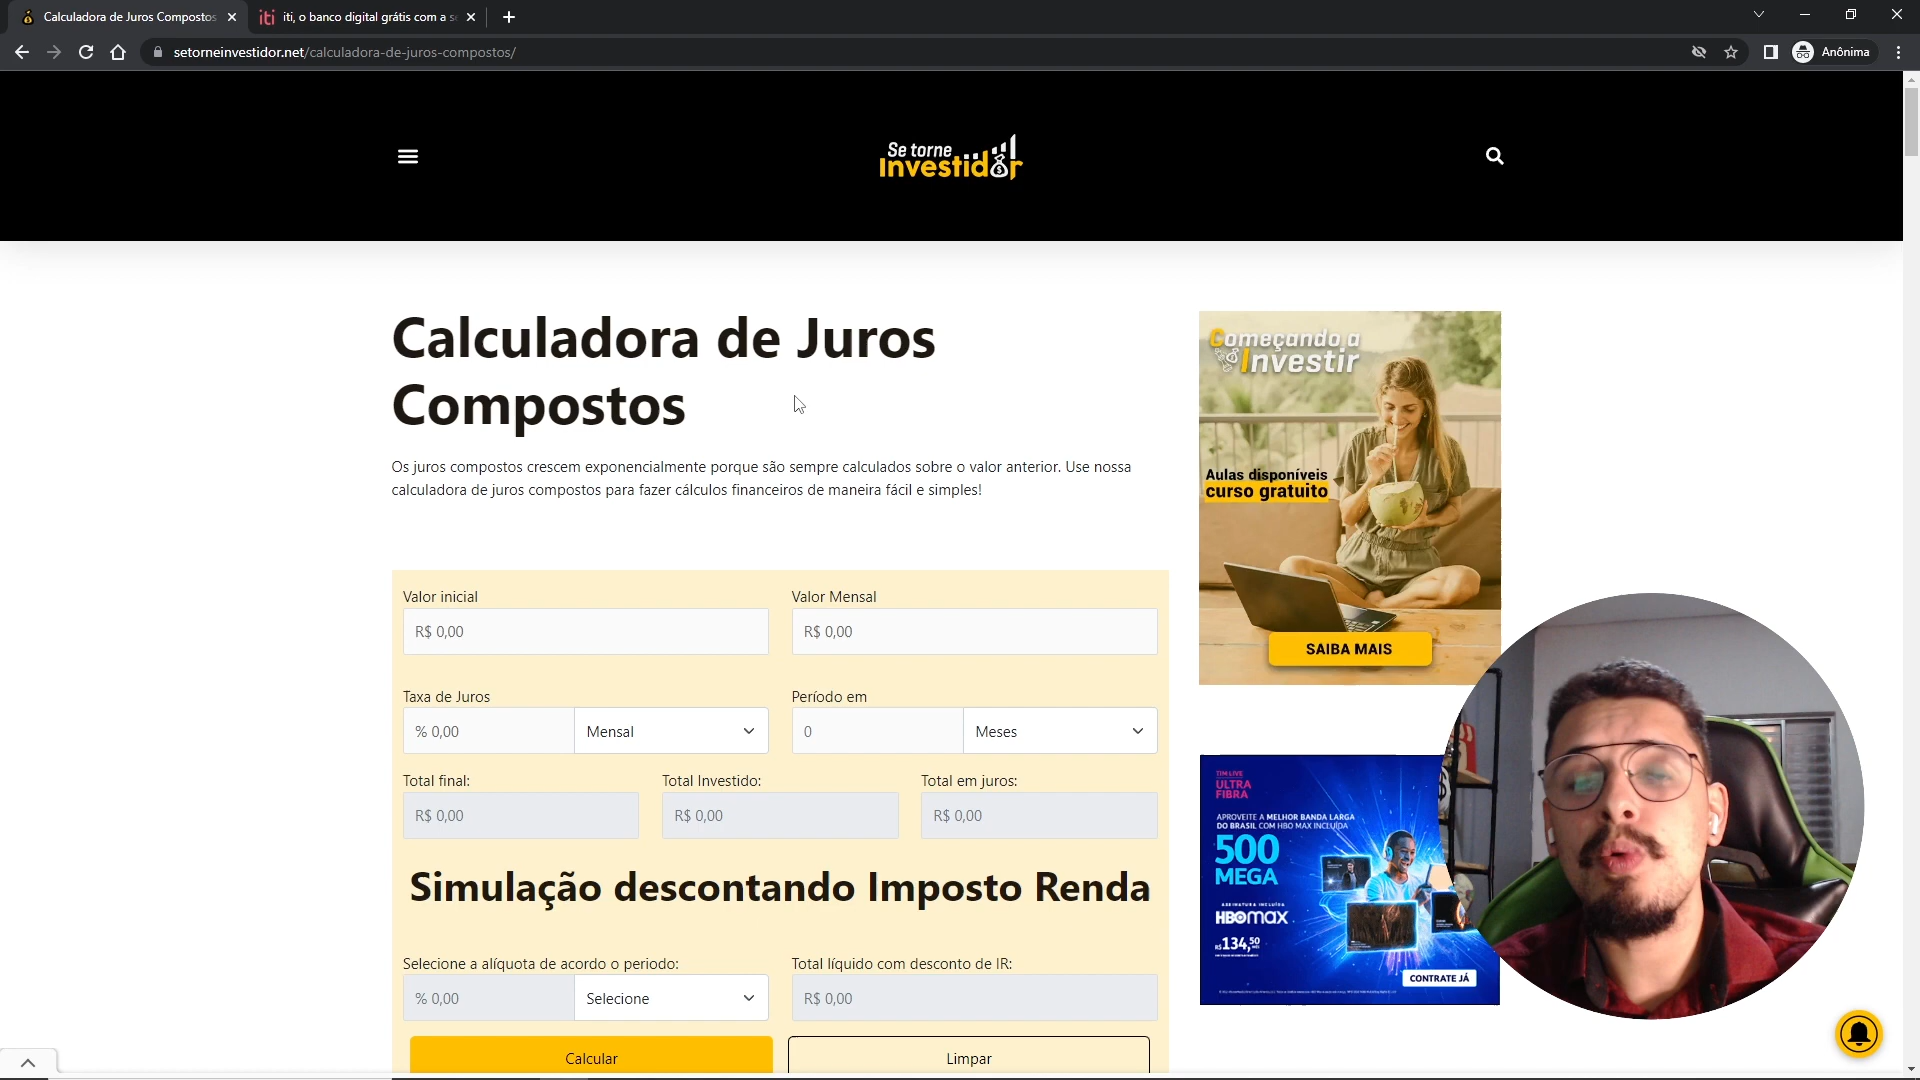 Calculadora de Juros Compostos
iti, o banco digital grátis com a s
setorneinvestidor.net/calculadora-de-juros-compostos/
Anônima
Se torne
Investidor
Calculadora de Juros
Compostos
Os juros compostos crescem exponencialmente porque são sempre calculados sobre o valor anterior. Use nossa
calculadora de juros compostos para fazer cálculos financeiros de maneira fácil e simples!
Começando a
Investir
Aulas disponíveis
curso gratuito
SAIBA MAIS
Valor inicial
Valor Mensal
R$ 0,00
R$ 0,00
Taxa de Juros
Período em
% 0,00
Mensal
0
Meses
Total final:
Total Investido:
Total em juros:
R$ 0,00
R$ 0,00
R$ 0,00
TIM LIVE
ULTRA
FIBRA
APROVEITE A MELHOR BANDA LARGA
DO BRASIL COM HBO MAX INCLUÍDA
500
MEGA
ASSINATURA INCLUÍDA
HBOMAX
R$134,50
CONTRATE JÁ
Simulação descontando Imposto Renda
Selecione a alíquota de acordo o periodo:
Total líquido com desconto de IR:
% 0,00
Selecione
R$ 0,00
Calcular
Limpar